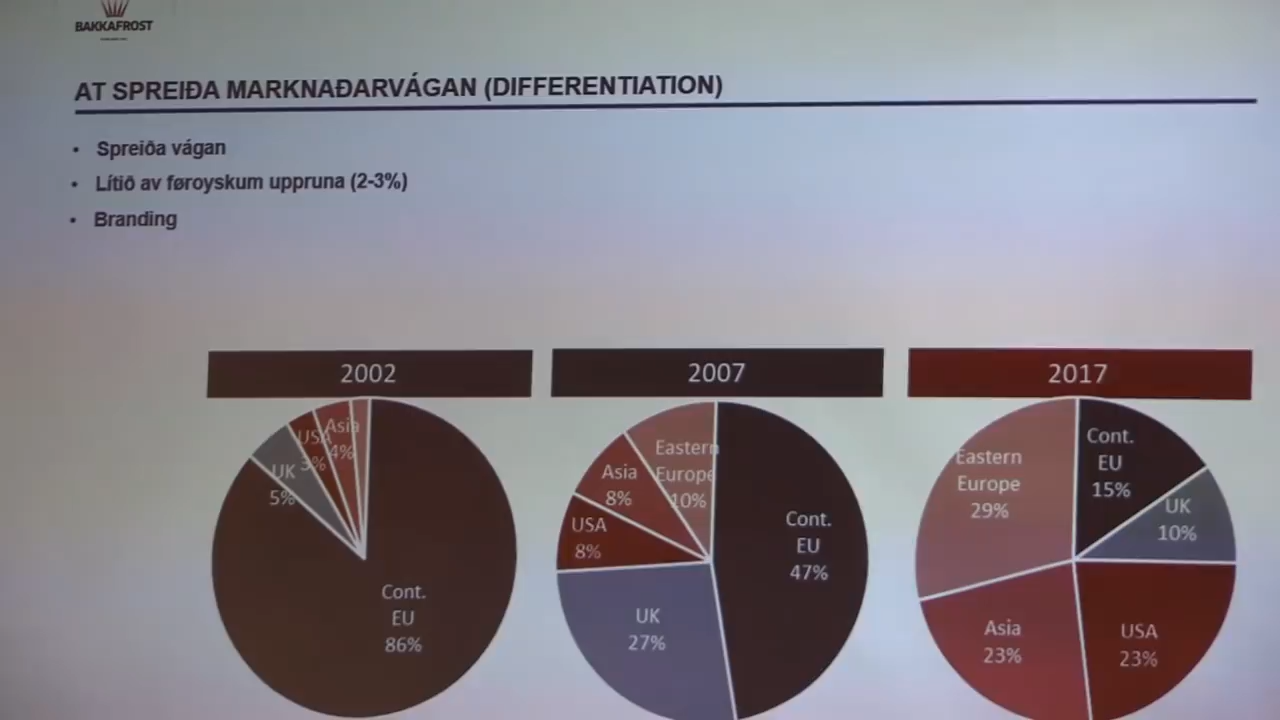 BAKKAFROST
AT SPREIÐA MARKNAÐARVÁGAN (DIFFERENTIATION)
• Spreiða vágan
• Lítið av føroyskum uppruna (2-3%)
• Branding
2002
UK
5%
USA
3%
Asia
4%
Cont.
EU
86%
2007
Eastern
Europe
10%
Asia
8%
USA
8%
UK
27%
Cont.
EU
47%
2017
Eastern
Europe
29%
Cont.
EU
15%
UK
10%
Asia
23%
USA
23%